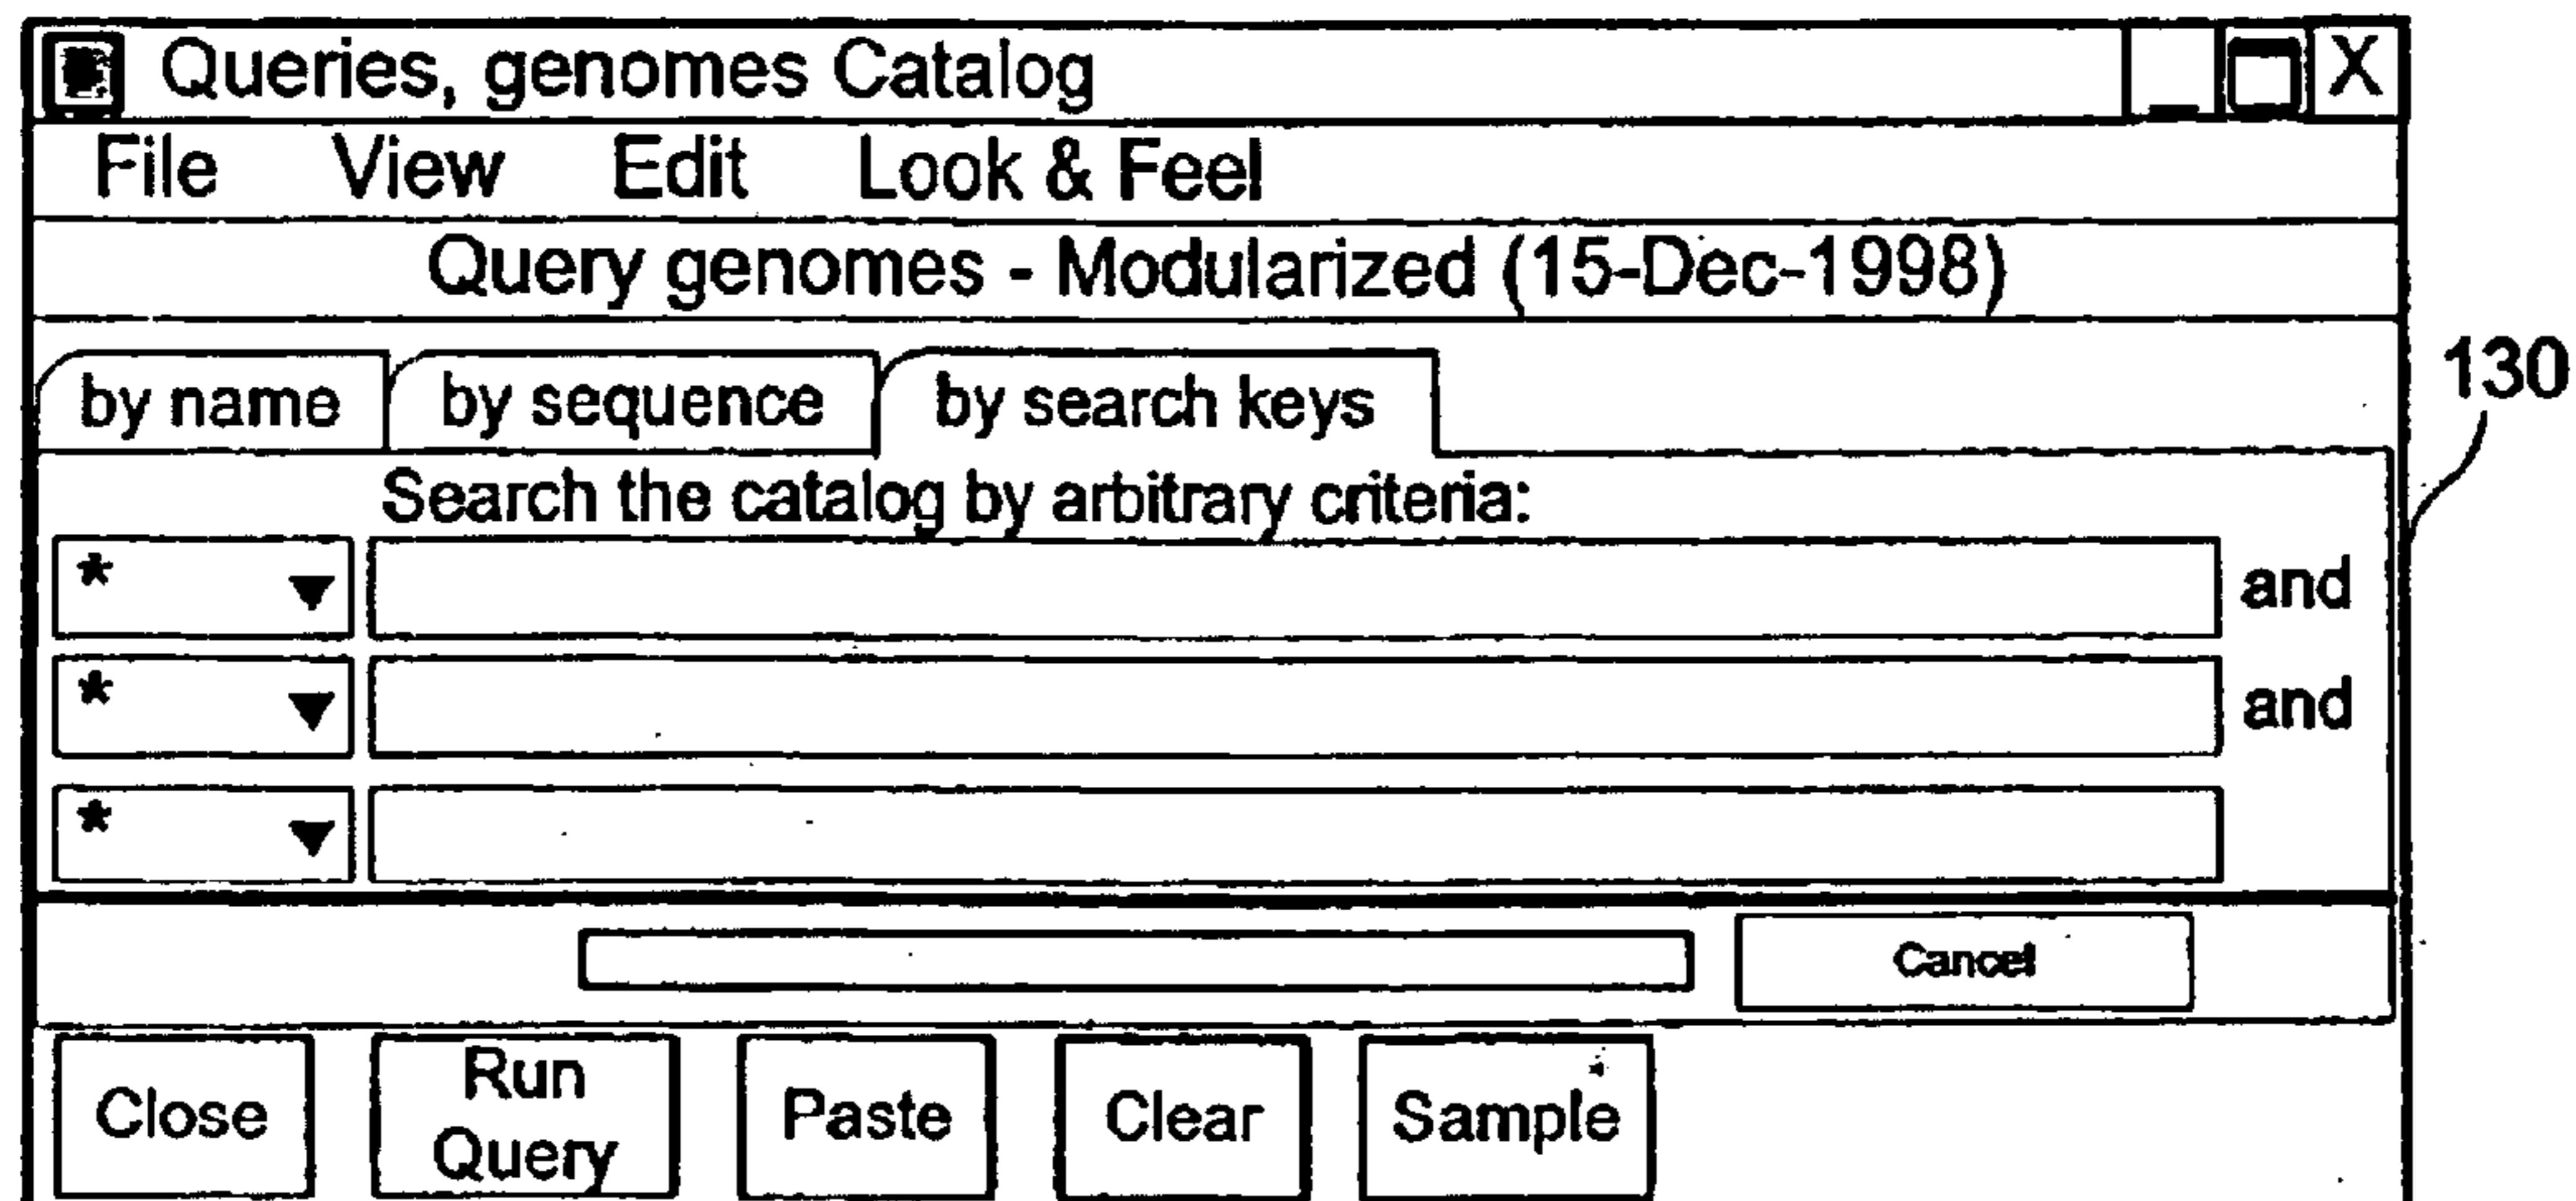 Queries, genomes Catalog _ X
File View Edit Look & Feel
Query genomes - Modularized (15-Dec-1998)
130
by name by sequence by search keys
Search the catalog by arbitrary criteria:
* and
* and
*
Cancel
Close Run Query Paste Clear Sample